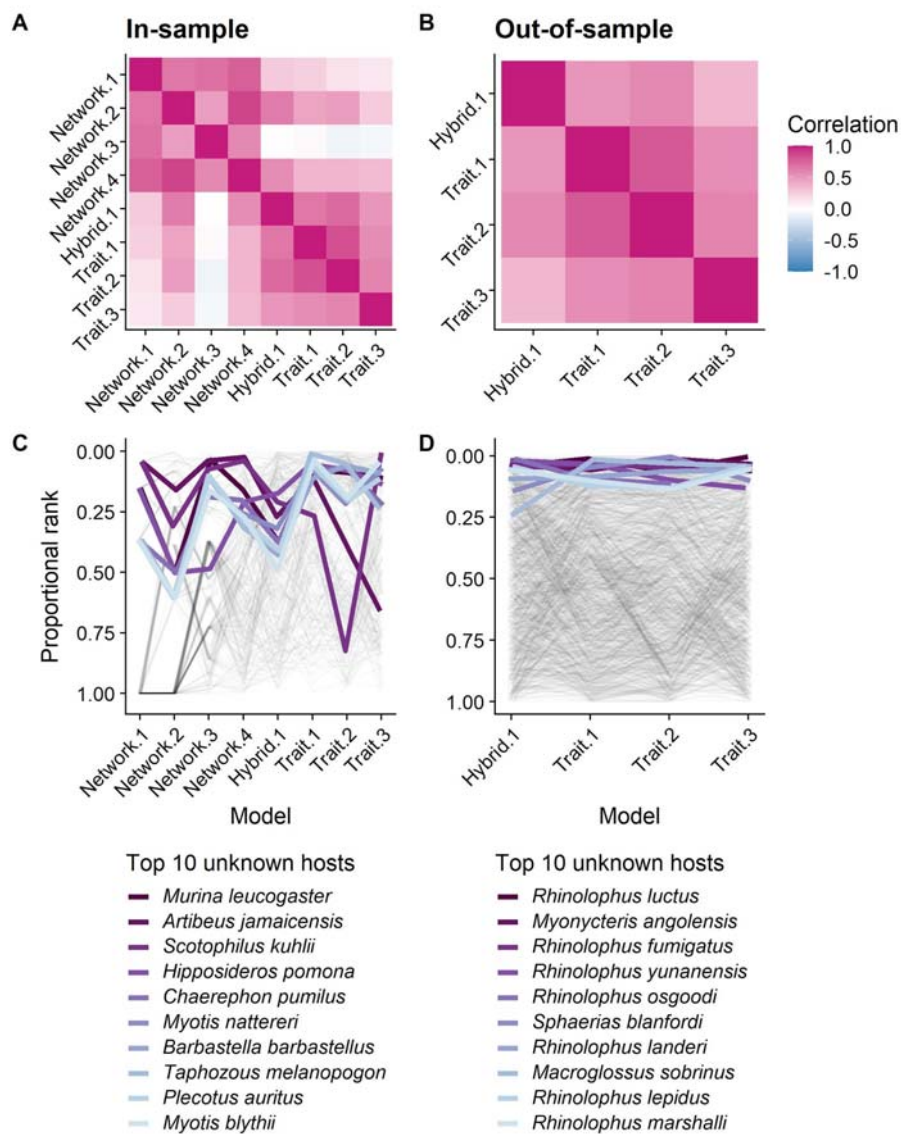 A In-sample
B Out-of-sample
Network.1
Network.2
Network.3
Network.4
Hybrid.1
Trait.1
Trait.2
Trait.3
Network.1
Network.2
Network.3
Network.4
Hybrid.1
Trait.1
Trait.2
Trait.3
Hybrid.1
Trait.1
Trait.2
Trait.3
Hybrid.1
Trait.1
Trait.2
Trait.3
Correlation
1.0
0.5
0.0
-0.5
-1.0
C
Proportional rank
0.00
0.25
0.50
0.75
1.00
Network.1
Network.2
Network.3
Network.4
Hybrid.1
Trait.1
Trait.2
Trait.3
Model
D
0.00
0.25
0.50
0.75
1.00
Hybrid.1
Trait.1
Trait.2
Trait.3
Model
Top 10 unknown hosts
Murina leucogaster
Artibeus jamaicensis
Scotophilus kuhlii
Hipposideros pomona
Chaerephon pumilus
Myotis nattereri
Barbastella barbastellus
Taphozous melanopogon
Plecotus auritus
Myotis blythii
Top 10 unknown hosts
Rhinolophus luctus
Myonycteris angolensis
Rhinolophus fumigatus
Rhinolophus yunanensis
Rhinolophus osgoodi
Sphaerias blanfordi
Rhinolophus landeri
Macroglossus sobrinus
Rhinolophus lepidus
Rhinolophus marshalli